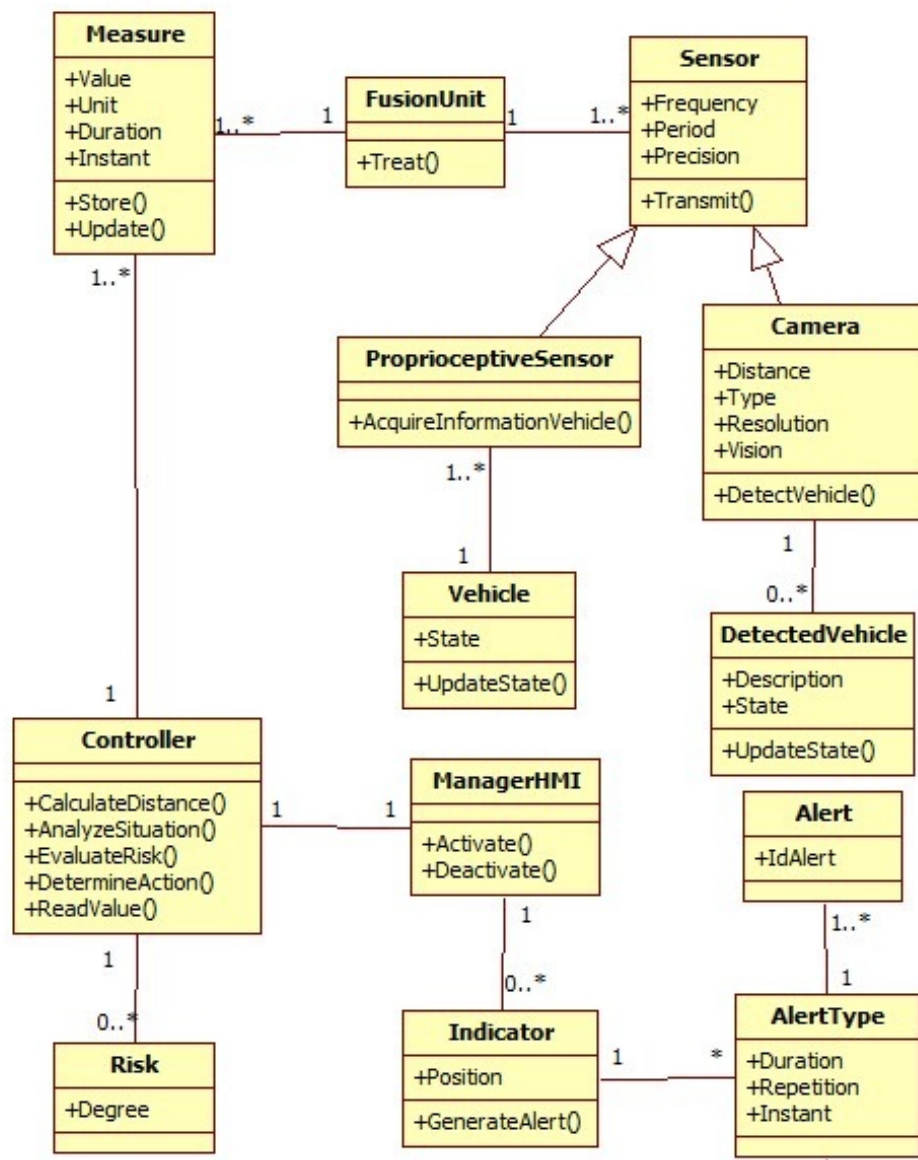 Measure
+Value
+Unit
+Duration
+Instant
+Store()
+Update()
1..*
1
FusionUnit
+Treat()
1
1..*
Sensor
+Frequency
+Period
+Precision
+Transmit()
1..*
ProprioceptiveSensor
+AcquireInformationVehicle()
1..*
1
Camera
+Distance
+Type
+Resolution
+Vision
+DetectVehicle()
1
0..*
Vehicle
+State
+UpdateState()
DetectedVehicle
+Description
+State
+UpdateState()
1
Controller
+CalculateDistance()
+AnalyzeSituation()
+EvaluateRisk()
+DetermineAction()
+ReadValue()
1
1
ManagerHMI
+Activate()
+Deactivate()
Alert
+IdAlert
1..*
1
1
0..*
1
0..*
Risk
+Degree
Indicator
+Position
+GenerateAlert()
1
*
AlertType
+Duration
+Repetition
+Instant